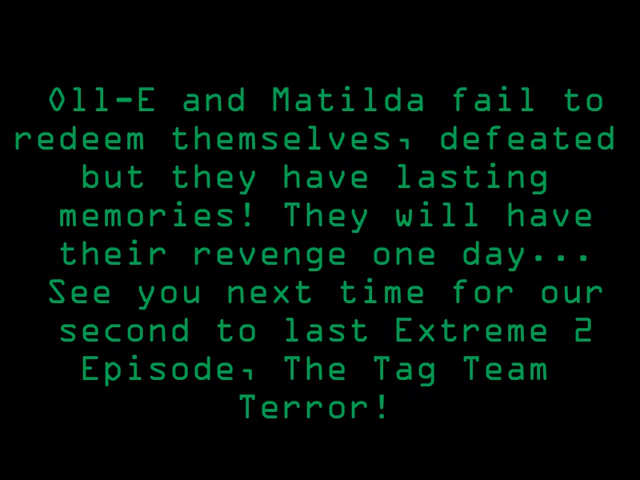 Oll-E and Matilda fail to
redeem themselves, defeated
but they have lasting
memories! They will have
their revenge one day...
See you next time for our
second to last Extreme 2
Episode, The Tag Team
Terror!